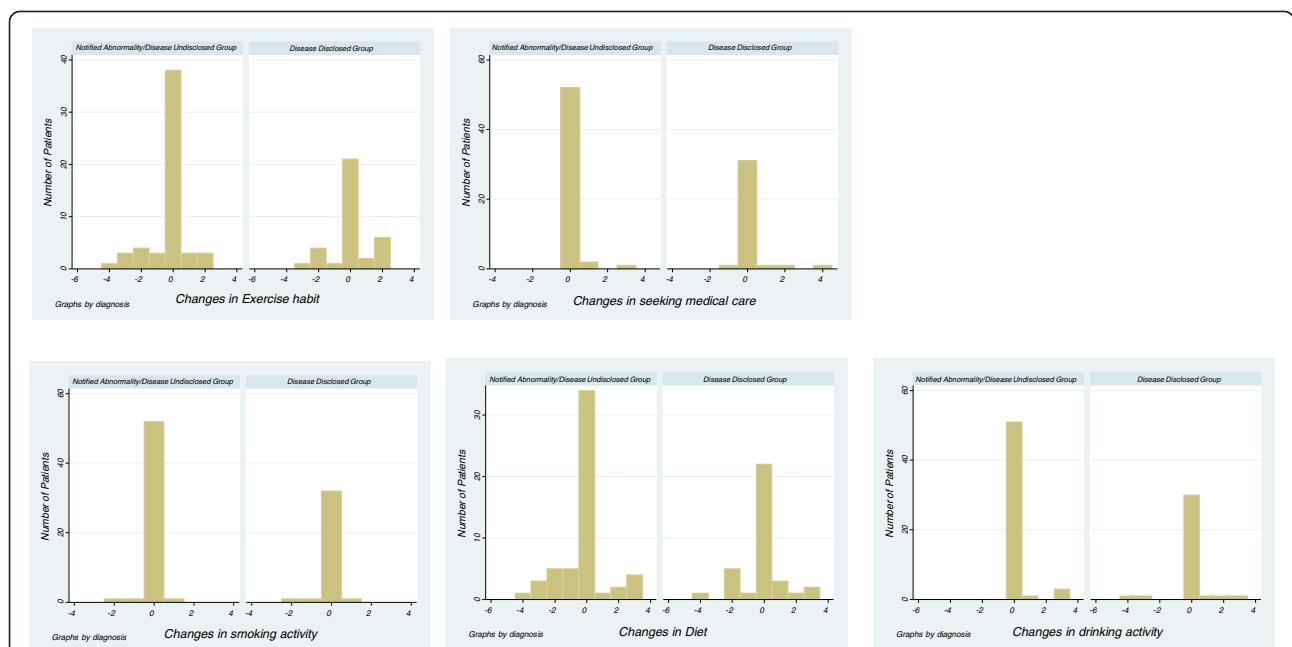 Notified Abnormality/Disease Undisclosed Group Disease Disclosed Group
Number of Patients
0 10 20 30 40
-6 -4 -2 0 2 4 -6 -4 -2 0 2 4
Graphs by diagnosis Changes in Exercise habit
Notified Abnormality/Disease Undisclosed Group Disease Disclosed Group
Number of Patients
0 20 40 60
-4 -2 0 2 4 -4 -2 0 2 4
Graphs by diagnosis Changes in seeking medical care
Notified Abnormality/Disease Undisclosed Group Disease Disclosed Group
Number of Patients
0 20 40 60
-4 -2 0 2 4 -4 -2 0 2 4
Graphs by diagnosis Changes in smoking activity
Notified Abnormality/Disease Undisclosed Group Disease Disclosed Group
Number of Patients
0 10 20 30
-6 -4 -2 0 2 4 -6 -4 -2 0 2 4
Graphs by diagnosis Changes in Diet
Notified Abnormality/Disease Undisclosed Group Disease Disclosed Group
Number of Patients
0 20 40 60
-6 -4 -2 0 2 4 -6 -4 -2 0 2 4
Graphs by diagnosis Changes in drinking activity